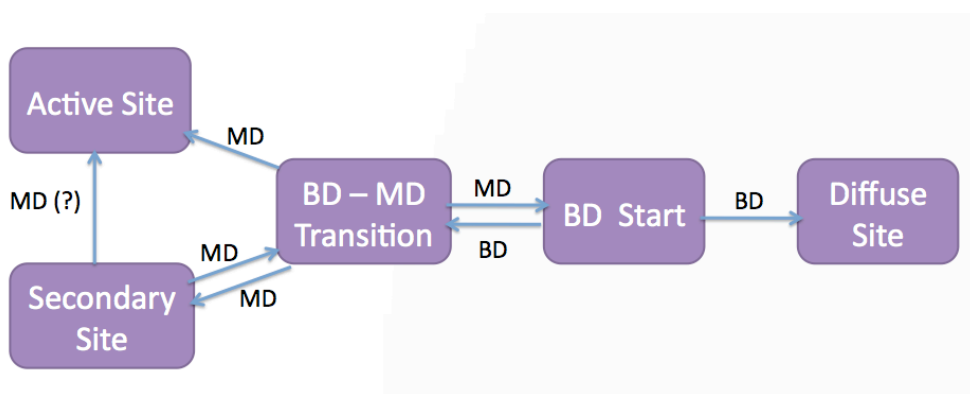 Active Site
MD
MD (?)
BD – MD
Transition
MD
BD
BD Start
BD
Diffuse
Site
MD
MD
Secondary
Site